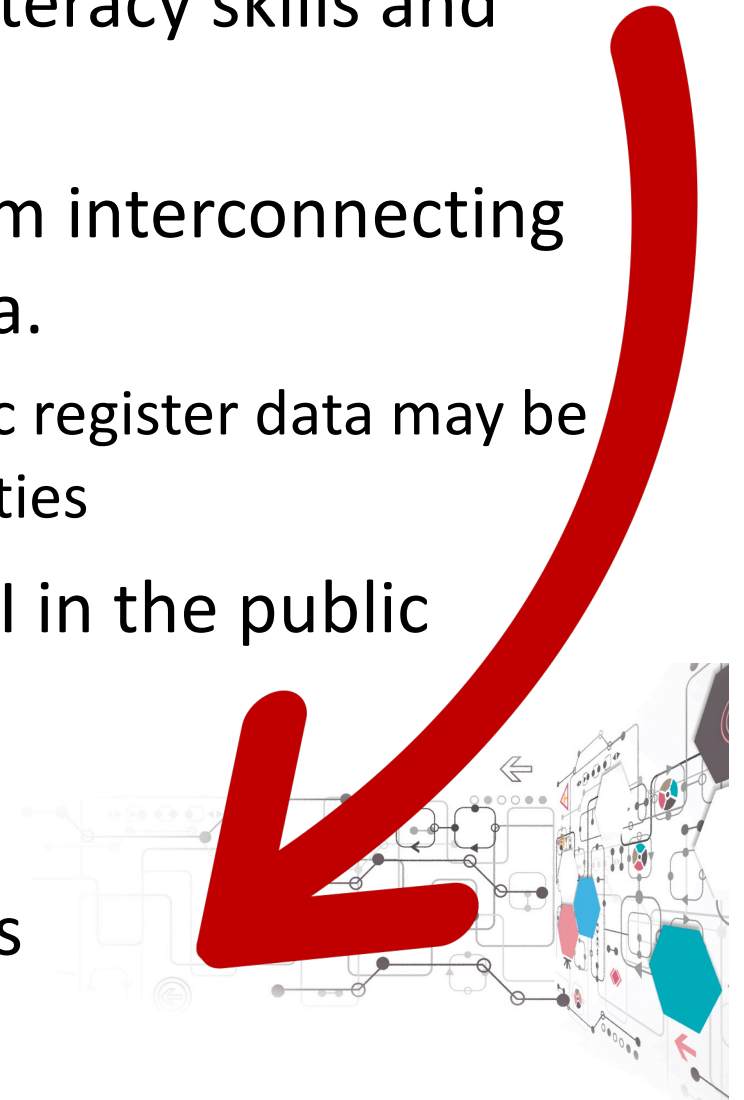 teracy skills and
m interconnecting
a.
c register data may be
ties
I in the public
s